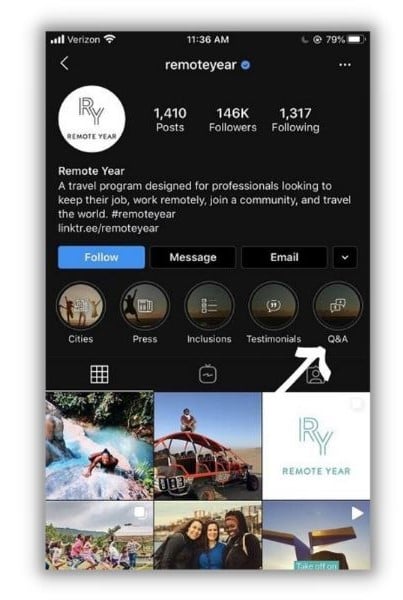 Verizon 11:36 AM 79%
remoteyear
RY
REMOTE YEAR
1,410 146K 1,317
Posts Followers Following
Remote Year
A travel program designed for professionals looking to
keep their job, work remotely, join a community, and travel
the world. #remoteyear
linktr.ee/remoteyear
Follow Message Email
Cities Press Inclusions Testimonials Q&A
083
RY
REMOTE YEAR
Take off on